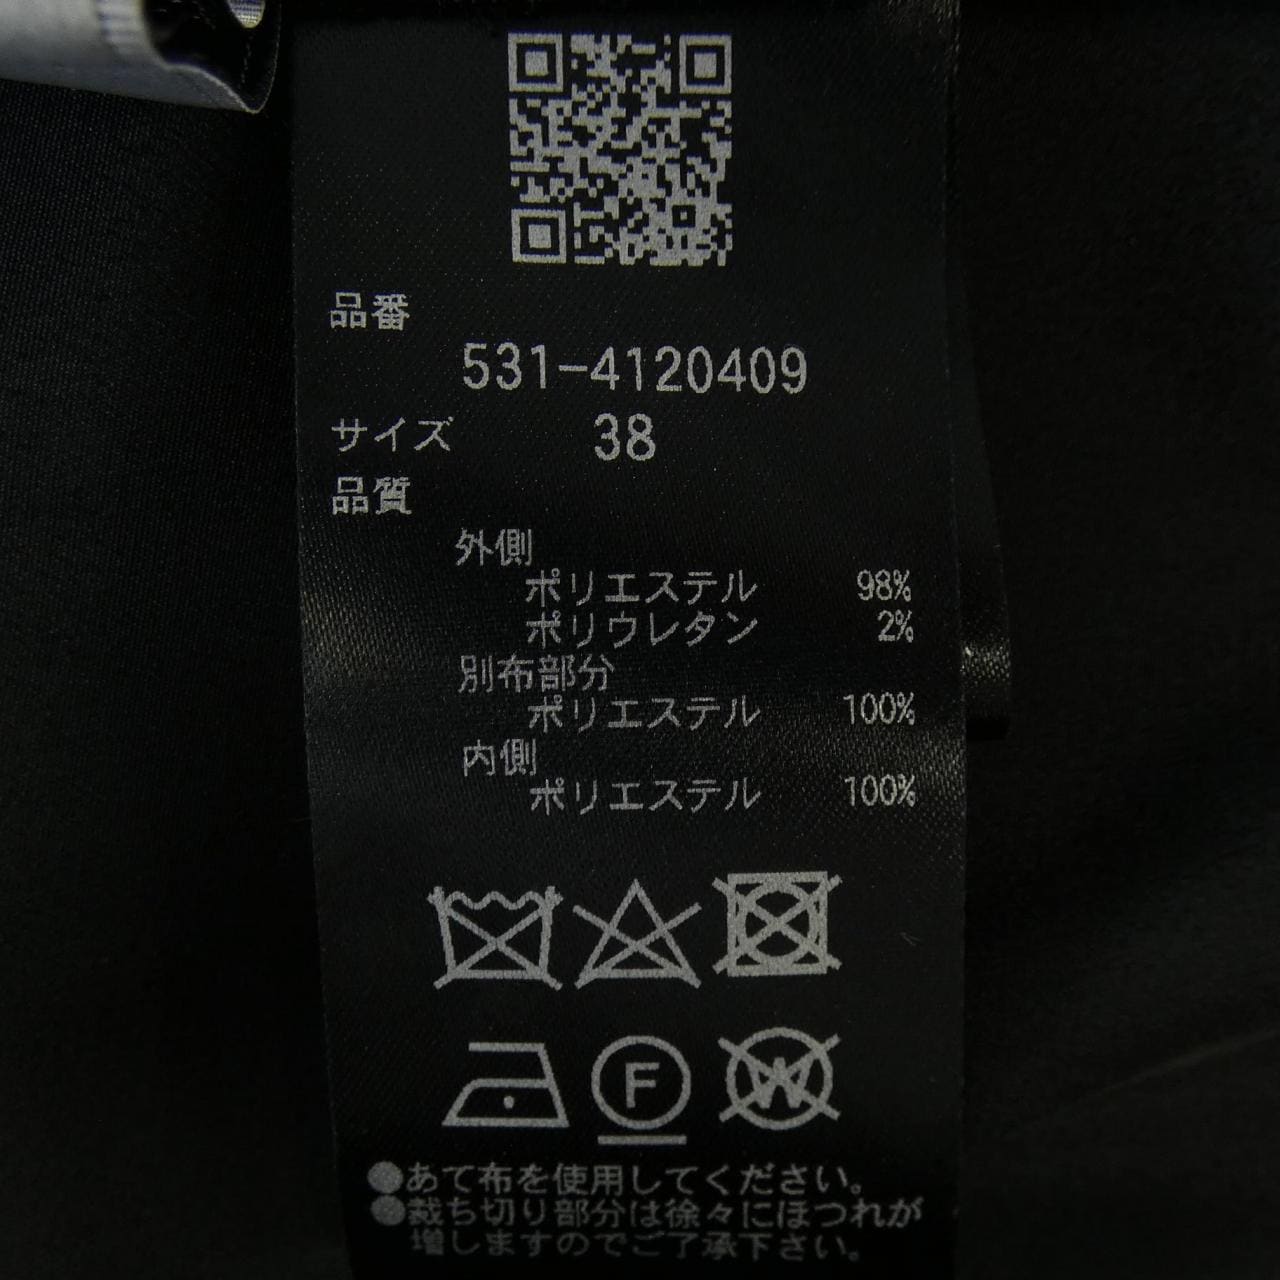 品番
531-4120409
サイズ 38
品質
外側
ポリエステル 98%
ポリウレタン 2%
別布部分
ポリエステル 100%
内側
ポリエステル 100%
F
W
●あて布を使用してください。
●裁ち切り部分は徐々にほつれが
増しますのでご了承下さい。